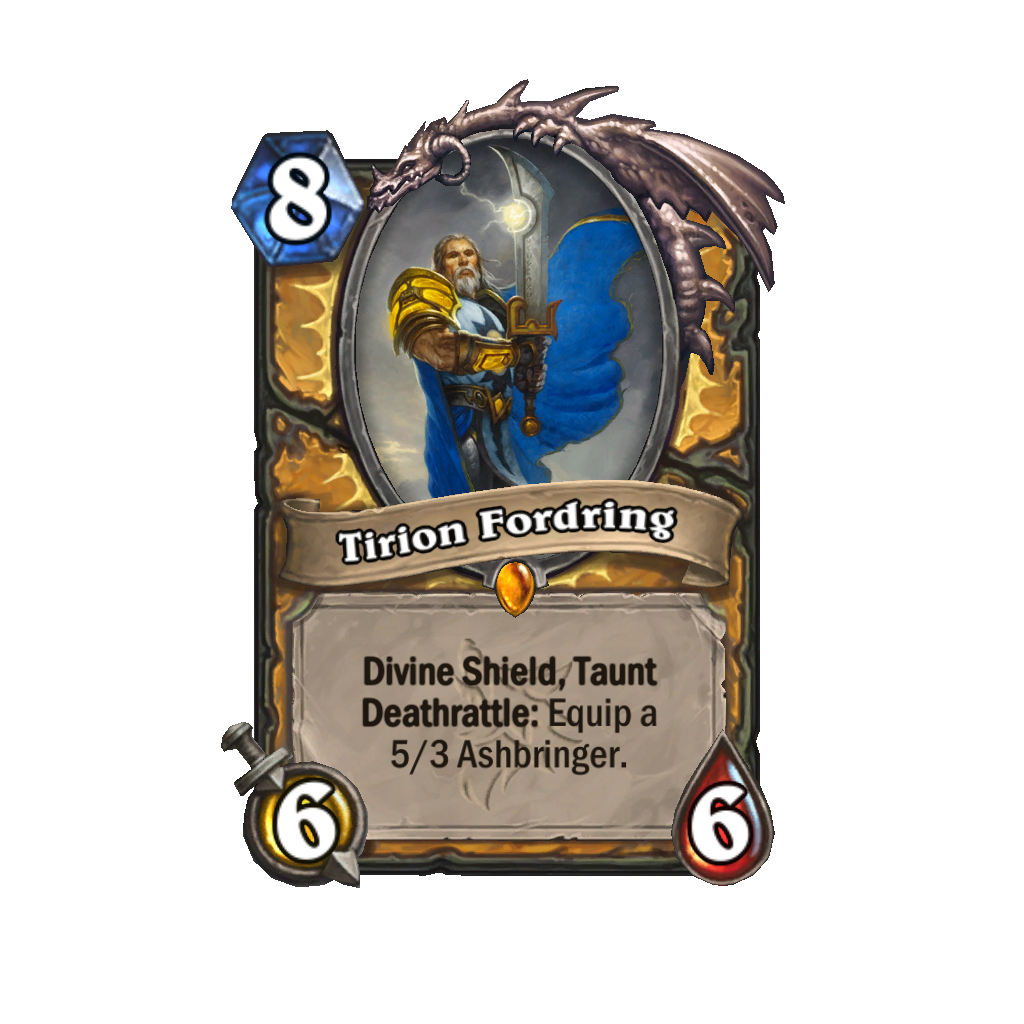 8
Tirion Fordring
Divine Shield, Taunt
Deathrattle: Equip a
5/3 Ashbringer.
6
6